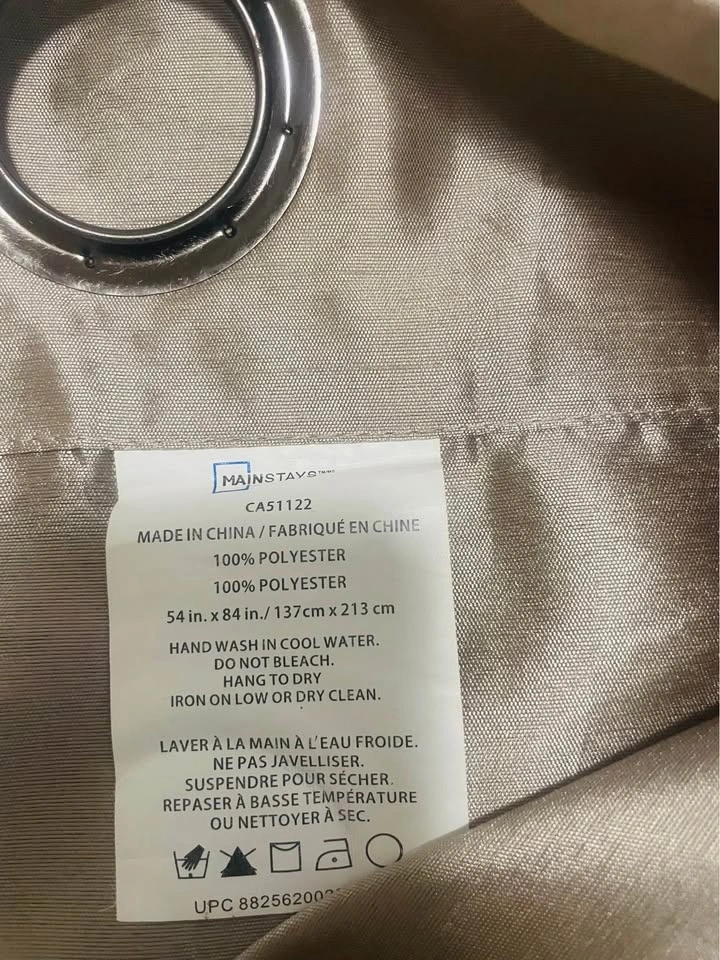 MAINSTAYS
CA51122
MADE IN CHINA / FABRIQUÉ EN CHINE
100% POLYESTER
100% POLYESTER
54 in. x 84 in./ 137cm x 213 cm
HAND WASH IN COOL WATER.
DO NOT BLEACH.
HANG TO DRY
IRON ON LOW OR DRY CLEAN.
LAVER À LA MAIN À L'EAU FROIDE.
NE PAS JAVELLISER.
SUSPENDRE POUR SÉCHER.
REPASER À BASSE TEMPÉRATURE
OU NETTOYER À SEC.
UPC 88256200